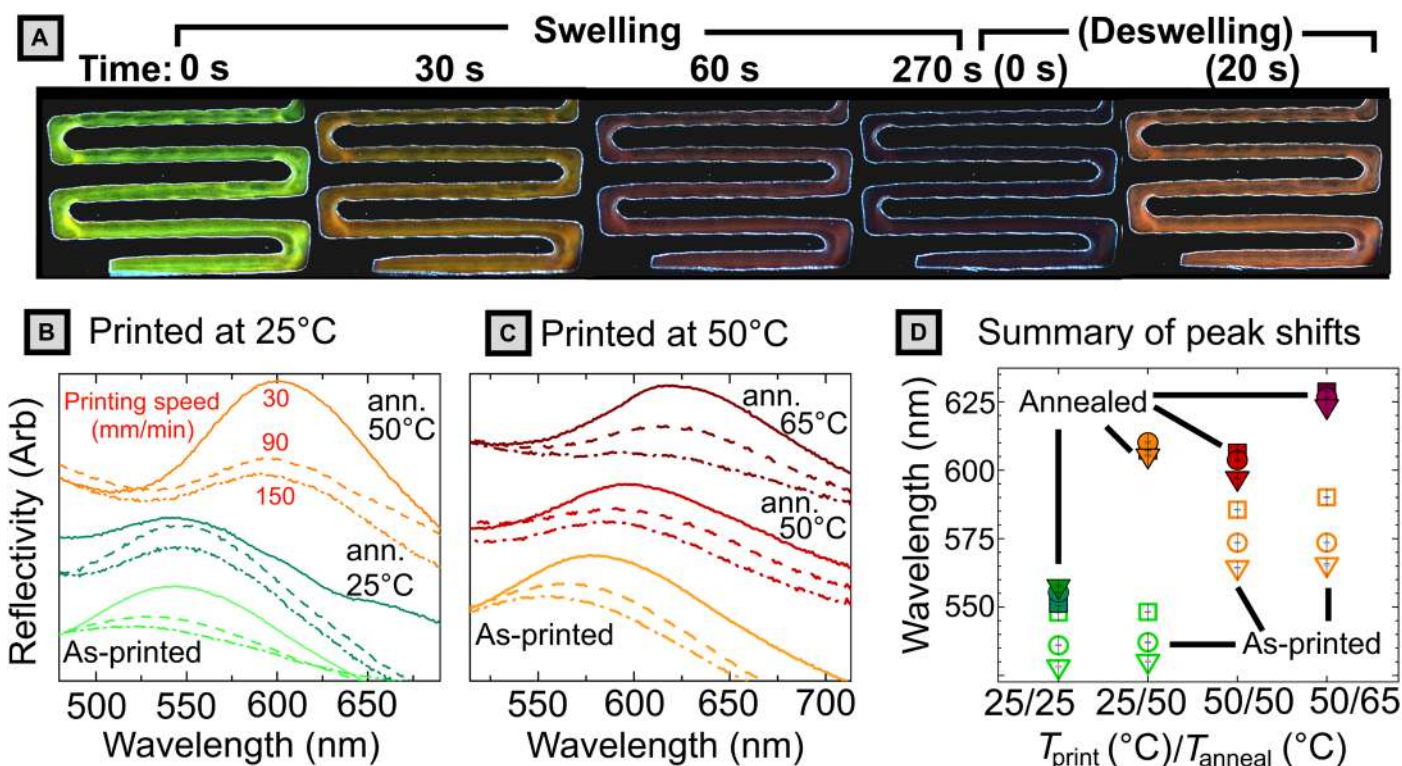 A
Swelling
(Deswelling)
Time: 0 s 30 s 60 s 270 s (0 s) (20 s)
B Printed at 25°C
Printing speed
(mm/min)
30
90
150
ann.
50°C
ann.
25°C
As-printed
Reflectivity (Arb)
500 550 600 650
Wavelength (nm)
C Printed at 50°C
ann.
65°C
ann.
50°C
As-printed
550 600 650 700
Wavelength (nm)
D Summary of peak shifts
Annealed
As-printed
Wavelength (nm)
625
600
575
550
25/25 25/50 50/50 50/65
Tprint (°C)/Tanneal (°C)